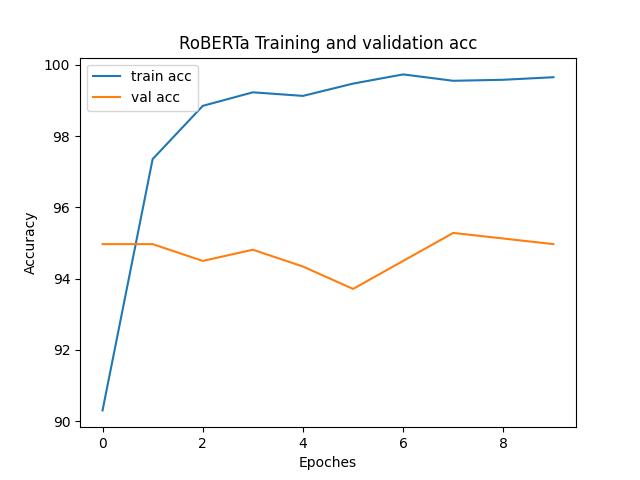 RoBERTa Training and validation acc
100
98
96
94
92
90
Accuracy
train acc
val acc
0 2 4 6 8
Epoches